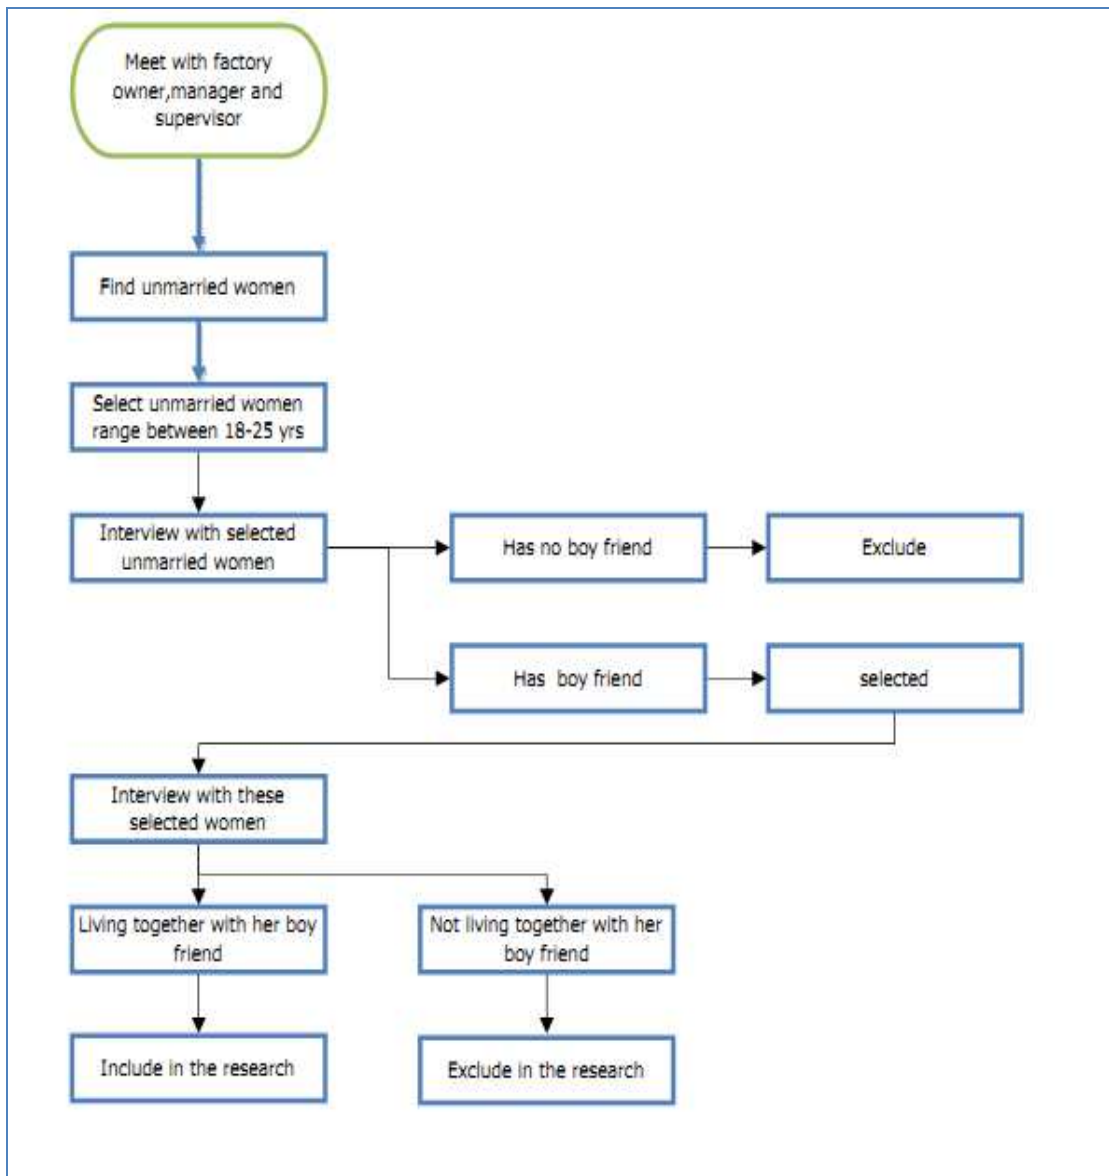 Meet with factory
owner,manager and
supervisor
Find unmarried women
Select unmarried women
range between 18-25 yrs
Interview with selected
unmarried women
Has no boy friend
Exclude
Has boy friend
selected
Interview with these
selected women
Living together with her boy
friend
Not living together with her
boy friend
Include in the research
Exclude in the research